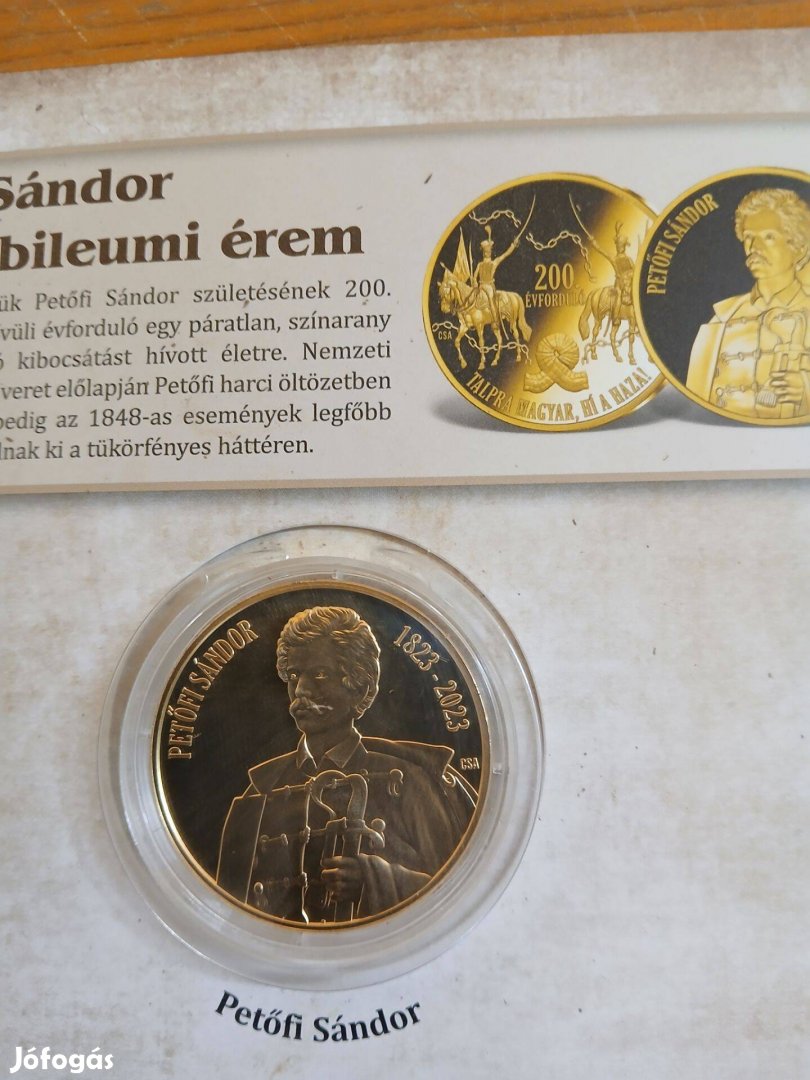 Sándor
bileumi érem
ük Petőfi Sándor születésének 200.
vüli évforduló egy páratlan, színarany
ó kibocsátást hívott életre. Nemzeti
veret előlapján Petőfi harci öltözetben
pedig az 1848-as események legfőbb
lnak ki a tükörfényes háttéren.
200.
ÉVFORDULÓ
CSA
TALPRA MAGYAR, HÍ A HAZA!
PETŐFI SÁNDOR
PETŐFI SÁNDOR
1823-2023
CSA
Petőfi Sándor
Jófogás